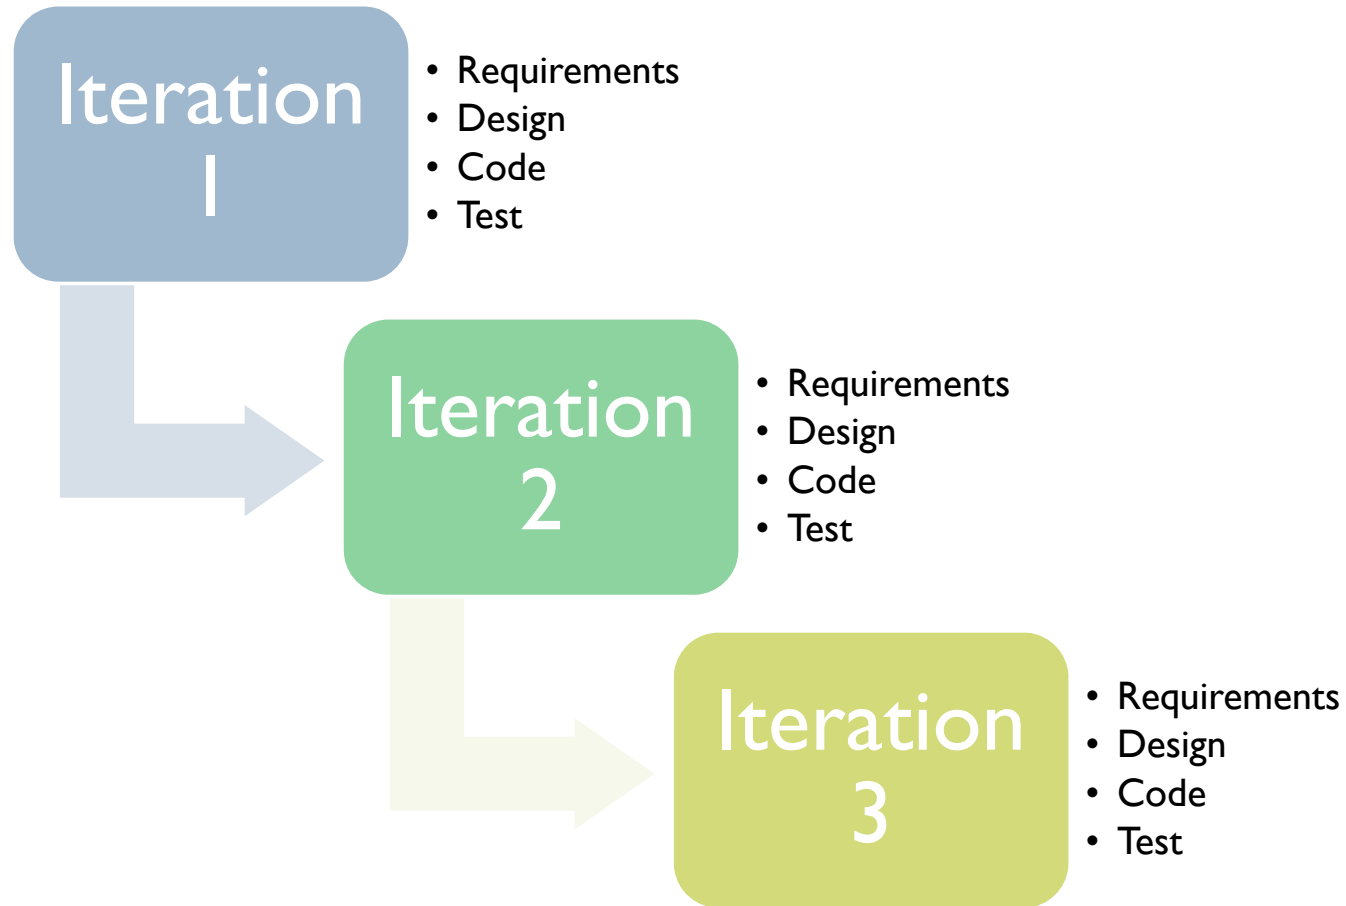 Iteration
1
• Requirements
• Design
• Code
• Test
Iteration
2
• Requirements
• Design
• Code
• Test
Iteration
3
• Requirements
• Design
• Code
• Test